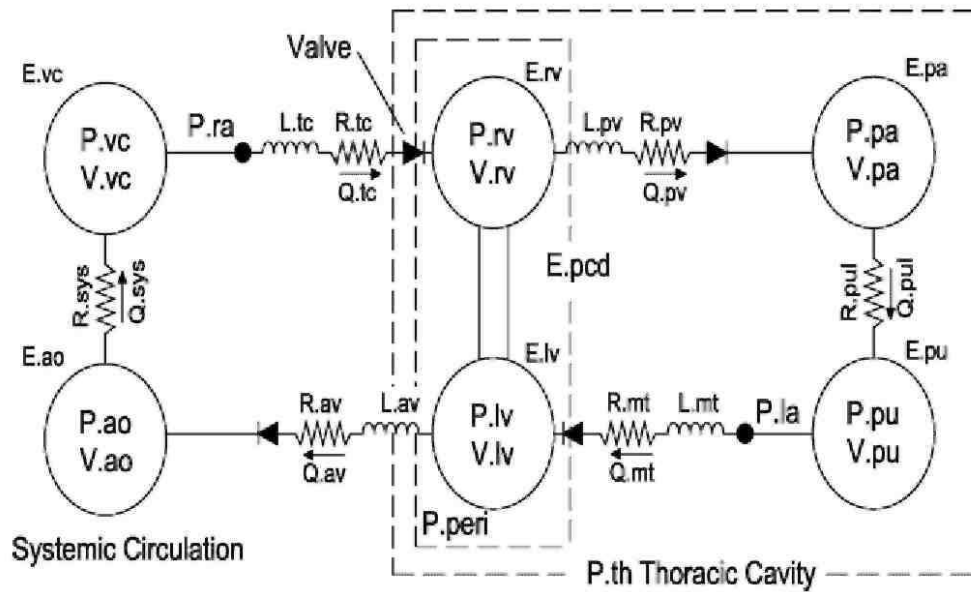 Valve
E.vc
E.rv
E.pa
P.vc
V.vc
P.ra
L.tc
R.tc
Q.tc
P.rv
V.rv
L.pv
R.pv
Q.pv
P.pa
V.pa
R.sys
Q.sys
E.pcd
R.pul
Q.pul
E.ao
E.lv
E.pu
P.ao
V.ao
R.av
L.av
Q.av
P.lv
V.lv
R.mt
L.mt
Q.mt
P.la
P.pu
V.pu
P.peri
Systemic Circulation
P.th Thoracic Cavity